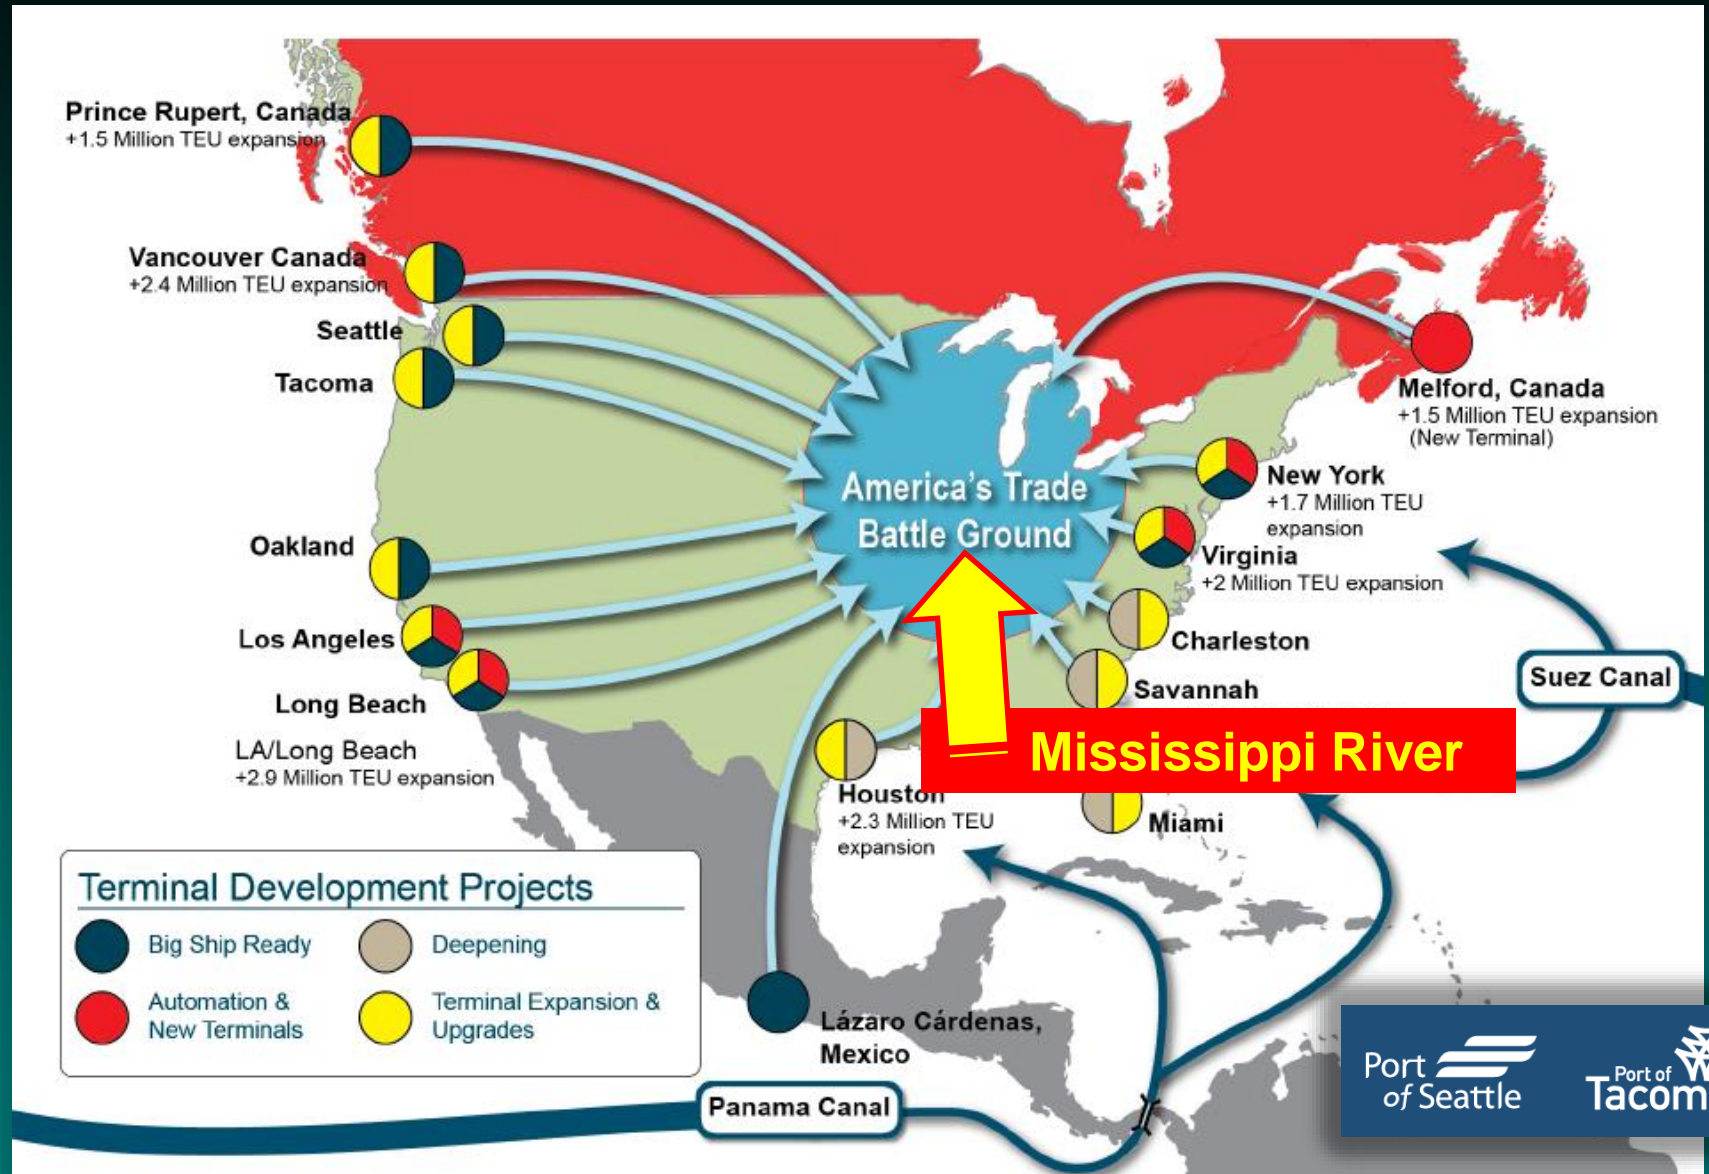 Prince Rupert, Canada
+1.5 Million TEU expansion
Vancouver Canada
+2.4 Million TEU expansion
Seattle
Tacoma
Melford, Canada
+1.5 Million TEU expansion
(New Terminal)
America's Trade
Battle Ground
New York
+1.7 Million TEU
expansion
Oakland
Virginia
+2 Million TEU expansion
Los Angeles
Charleston
Long Beach
Savannah
Suez Canal
LA/Long Beach
+2.9 Million TEU expansion
Mississippi River
Houston
+2.3 Million TEU
expansion
Miami
Terminal Development Projects
Big Ship Ready
Deepening
Automation &
New Terminals
Terminal Expansion &
Upgrades
Lázaro Cárdenas,
Mexico
Panama Canal
Port
of Seattle
Port of
Tacom